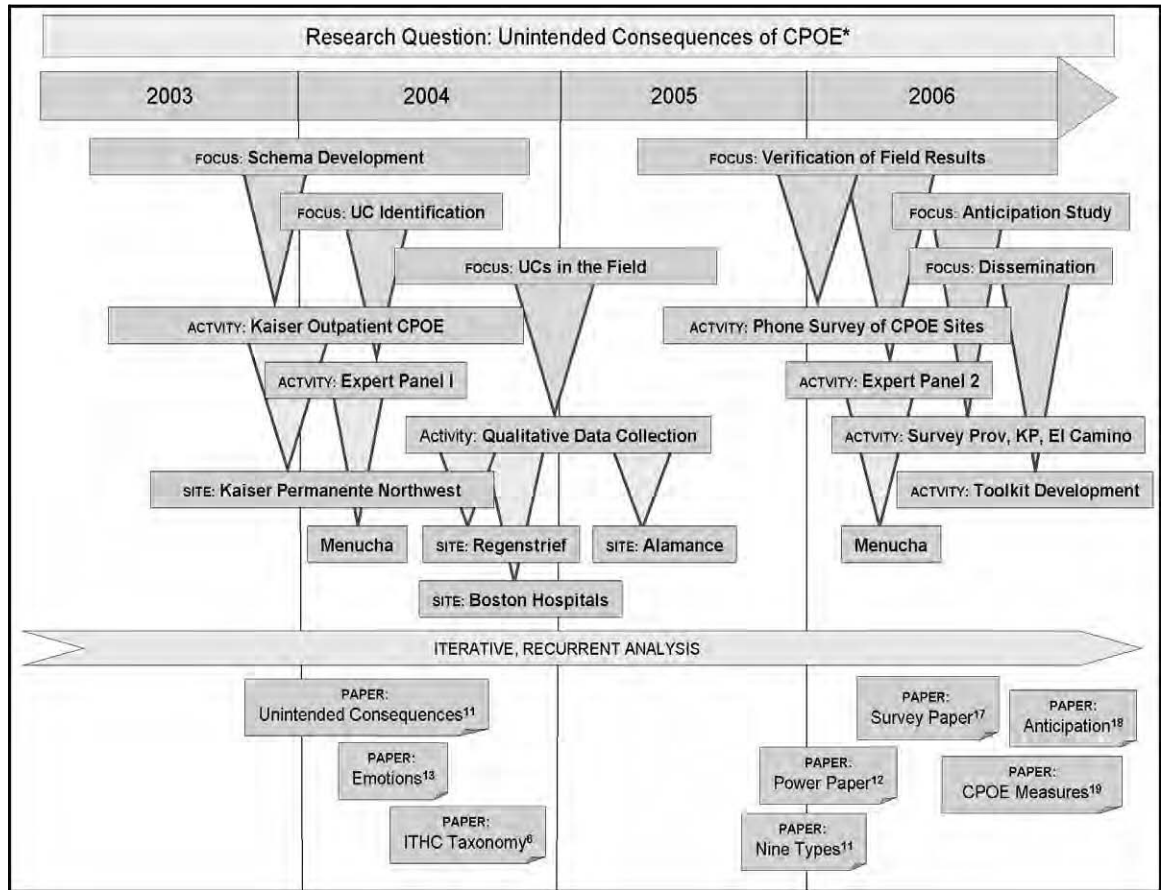 Research Question: Unintended Consequences of CPOE*
2003
2004
2005
2006
FOCUS: Schema Development
FOCUS: Verification of Field Results
FOCUS: UC Identification
FOCUS: Anticipation Study
FOCUS: UCs in the Field
FOCUS: Dissemination
ACTVITY: Kaiser Outpatient CPOE
ACTVITY: Phone Survey of CPOE Sites
ACTVITY: Expert Panel I
ACTVITY: Expert Panel 2
Activity: Qualitative Data Collection
ACTVITY: Survey Prov, KP, El Camino
SITE: Kaiser Permanente Northwest
ACTVITY: Toolkit Development
Menucha
SITE: Regenstrief
SITE: Alamance
Menucha
SITE: Boston Hospitals
ITERATIVE, RECURRENT ANALYSIS
PAPER:
Unintended Consequences¹¹
PAPER:
Survey Paper¹⁷
PAPER:
Anticipation¹⁸
PAPER:
Emotions¹³
PAPER:
Power Paper¹²
PAPER:
CPOE Measures¹⁹
PAPER:
ITHC Taxonomy⁶
PAPER:
Nine Types¹¹